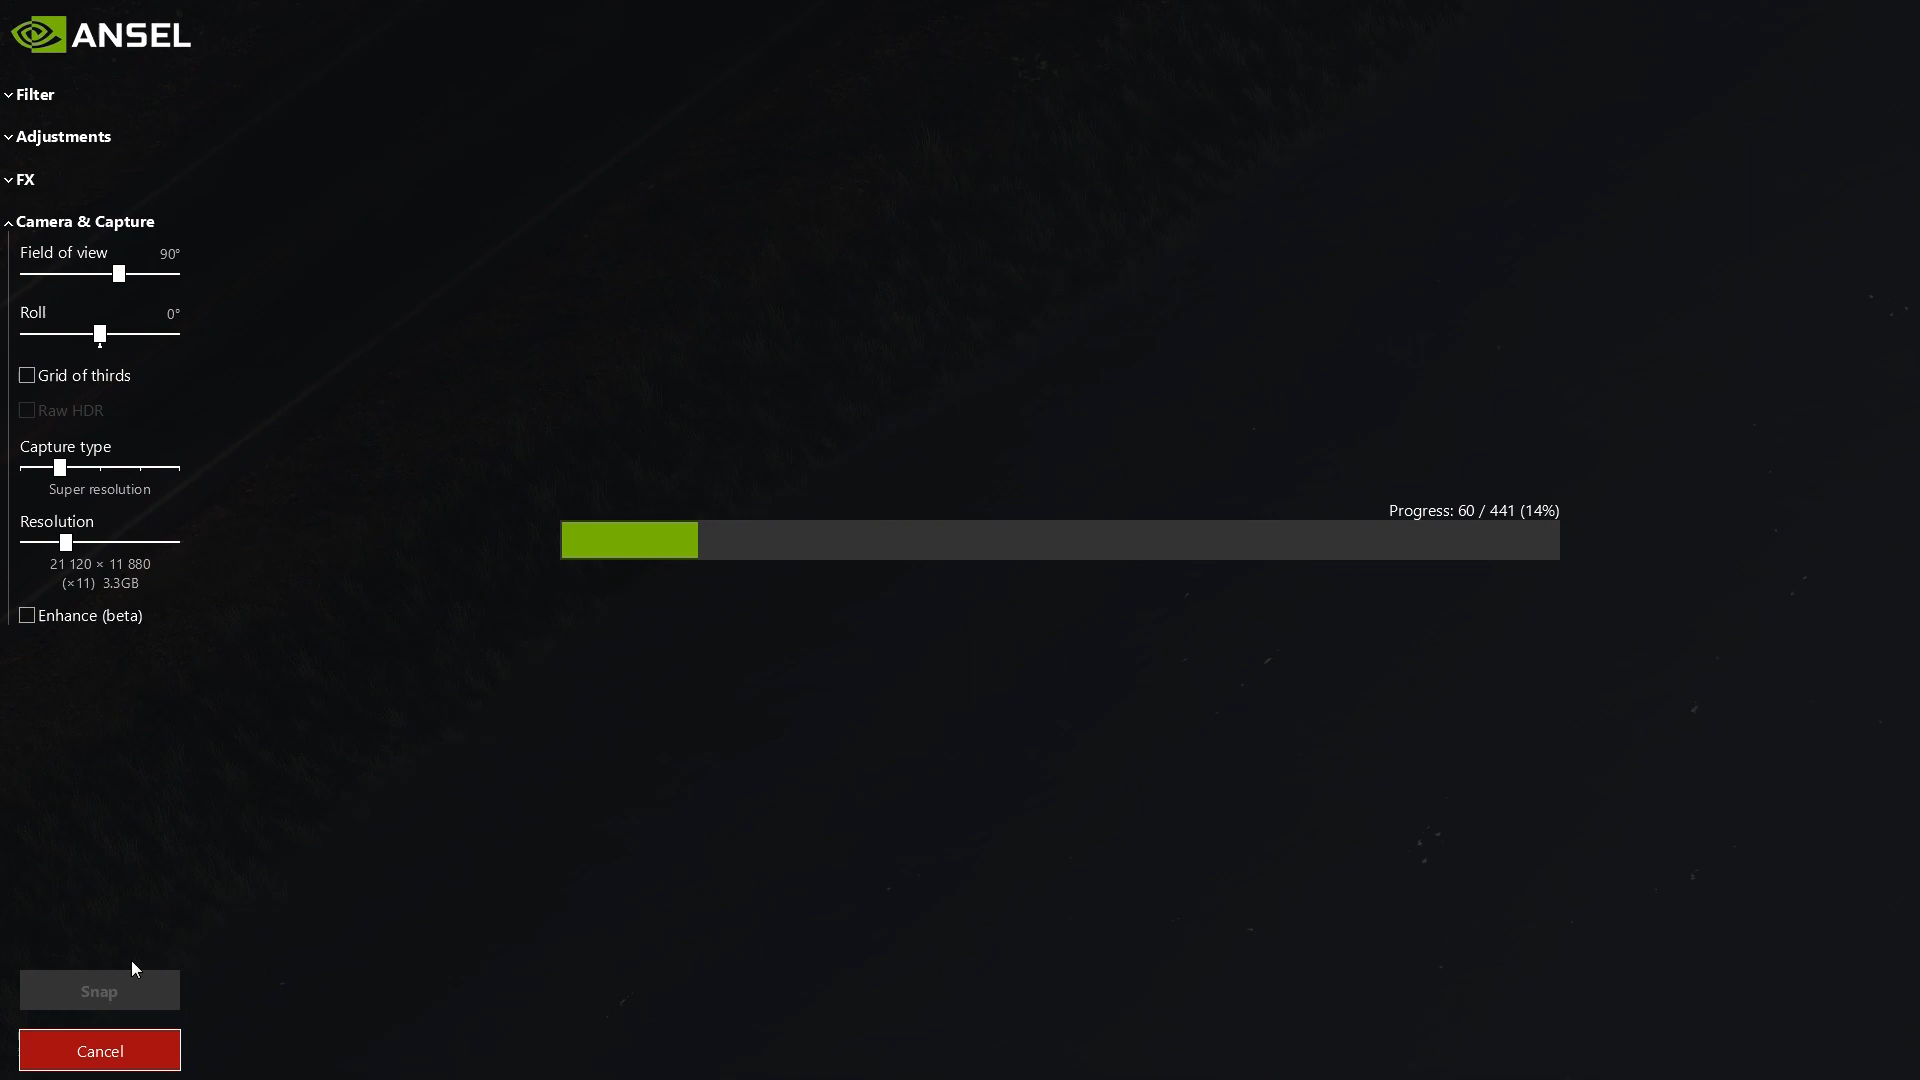 ANSEL
Filter
Adjustments
FX
Camera & Capture
Field of view 90°
Roll 0°
Grid of thirds
Raw HDR
Capture type
Super resolution
Resolution
21 120 × 11 880
(×11) 3.3GB
Enhance (beta)
Progress: 60 / 441 (14%)
Snap
Cancel